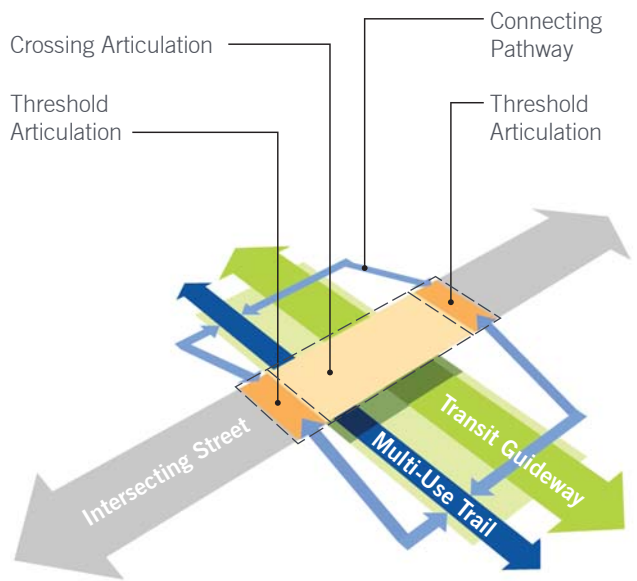 Connecting
Pathway
Crossing Articulation
Threshold
Articulation
Threshold
Articulation
Intersecting Street
Multi-Use Trail
Transit Guideway